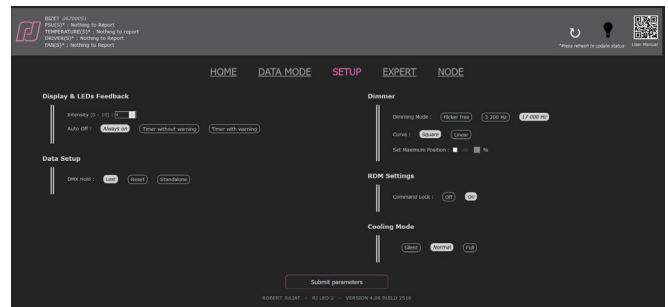 BIZET (6670005)
PSU(S)* : Nothing to Report
TEMPERATURE(S)* : Nothing to report
DRIVER(S)* : Nothing to Report
FAN(S)* : Nothing to Report
*Please refresh to update status
User Manual
HOME DATA MODE SETUP EXPERT NODE
Display & LEDs Feedback
Intensity (0 - 10) : 4
Auto Off : Always on Timer without warning Timer with warning
Data Setup
DMX Hold : Last Reset Standalone
Dimmer
Dimming Mode : Flicker free 3 200 Hz 17 000 Hz
Curve : Square Linear
Set Maximum Position : %
RDM Settings
Command Lock : Off On
Cooling Mode
Silent Normal Full
Submit parameters
ROBERT JULIAT - RJ LED 2 - VERSION 4.06 BUILD 2516